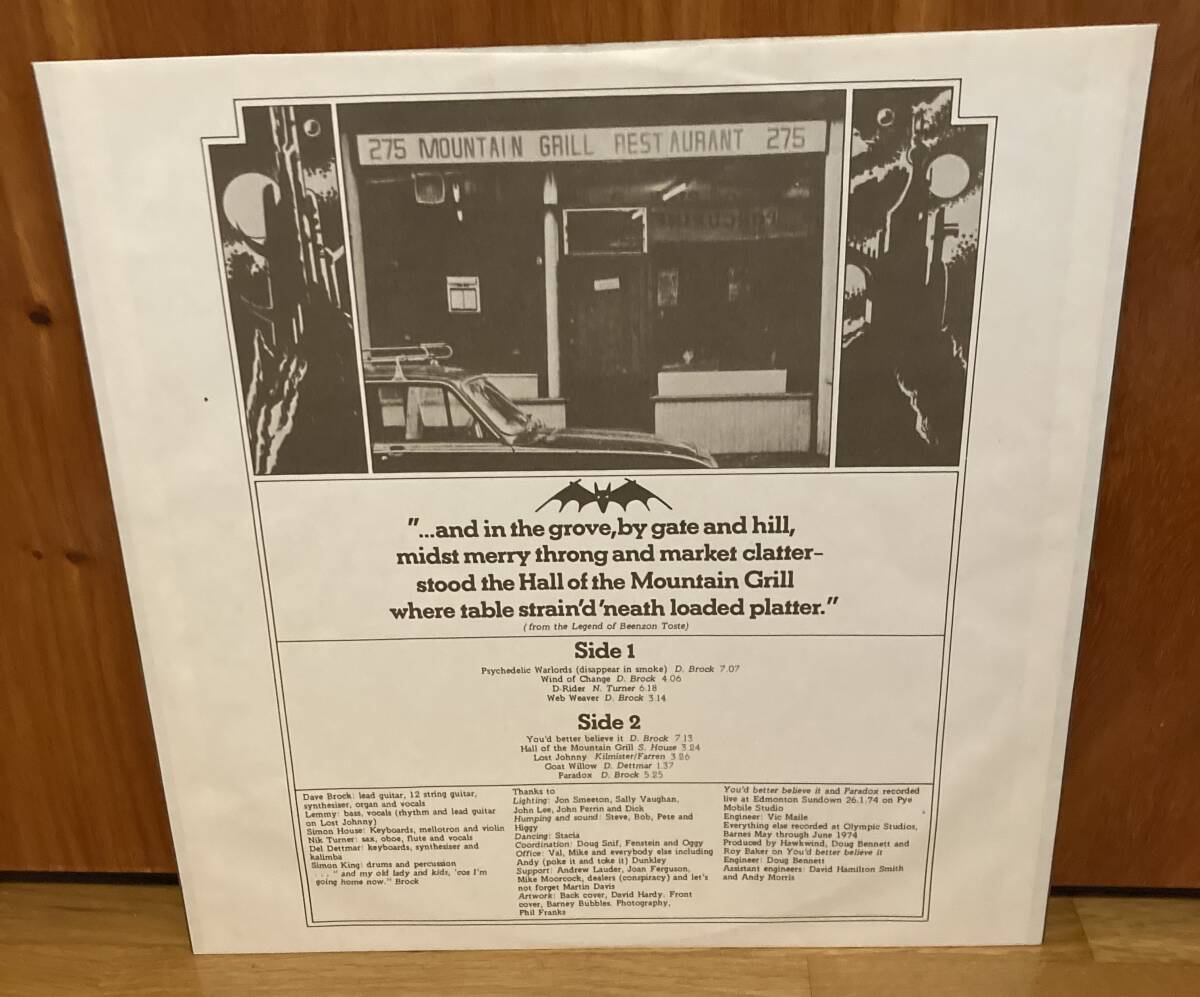 275 MOUNTAIN GRILL RESTAURANT 275
"...and in the grove, by gate and hill,
midst merry throng and market clatter-
stood the Hall of the Mountain Grill
where table strain'd 'neath loaded platter."
(from the Legend of Beenzon Toste)
Side 1
Psychedelic Warlords (disappear in smoke) D. Brock 7.07
Wind of Change D. Brock 4.06
D-Rider N. Turner 6.18
Web Weaver D. Brock 3.14
Side 2
You'd better believe it D. Brock 7.13
Hall of the Mountain Grill S. House 3.24
Lost Johnny Kilmister/Farren 3.26
Goat Willow D. Dettmar 1.37
Paradox D. Brock 5.25
Dave Brock: lead guitar, 12 string guitar,
synthesiser, organ and vocals
Lemmy: bass, vocals (rhythm and lead guitar
on Lost Johnny)
Simon House: Keyboards, mellotron and violin
Nik Turner: sax, oboe, flute and vocals
Del Dettmar: keyboards, synthesiser and
kalimba
Simon King: drums and percussion
. . . " and my old lady and kids, 'cos I'm
going home now." Brock
Thanks to
Lighting: Jon Smeeton, Sally Vaughan,
John Lee, John Perrin and Dick
Humping and sound: Steve, Bob, Pete and
Higgy
Dancing: Stacia
Coordination: Doug Snif, Fenstein and Oggy
Office: Val, Mike and everybody else including
Andy (poke it and toke it) Dunkley
Support: Andrew Lauder, Joan Ferguson,
Mike Moorcock, dealers (conspiracy) and let's
not forget Martin Davis
Artwork: Back cover, David Hardy. Front
cover, Barney Bubbles. Photography,
Phil Franks
You'd better believe it and Paradox recorded
live at Edmonton Sundown 26.1.74 on Pye
Mobile Studio
Engineer: Vic Maile
Everything else recorded at Olympic Studios,
Barnes May through June 1974
Produced by Hawkwind, Doug Bennett and
Roy Baker on You'd better believe it
Engineer: Doug Bennett
Assistant engineers: David Hamilton Smith
and Andy Morris